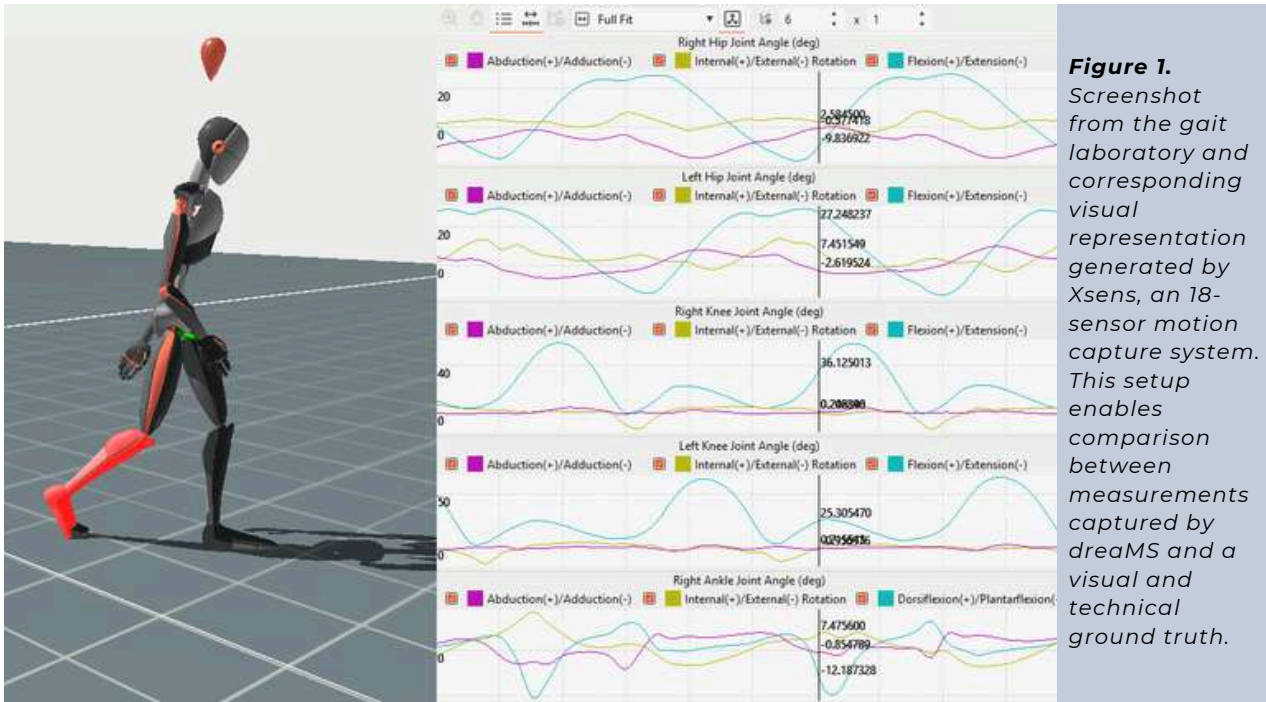 Full Fit 6 x 1
Right Hip Joint Angle (deg)
Abduction(+)/Adduction(-) Internal(+)/External(-) Rotation Flexion(+)/Extension(-)
20
0
2.584500
-9.836922
Left Hip Joint Angle (deg)
Abduction(+)/Adduction(-) Internal(+)/External(-) Rotation Flexion(+)/Extension(-)
27.248237
20
7.451549
-2.619524
0
Right Knee Joint Angle (deg)
Abduction(+)/Adduction(-) Internal(+)/External(-) Rotation Flexion(+)/Extension(-)
36.125013
40
0
Left Knee Joint Angle (deg)
Abduction(+)/Adduction(-) Internal(+)/External(-) Rotation Flexion(+)/Extension(-)
50
25.305470
0
Right Ankle Joint Angle (deg)
Abduction(+)/Adduction(-) Internal(+)/External(-) Rotation Dorsiflexion(+)/Plantarflexion(-
7.475600
-0.854789
0
-12.187328
Figure 1.
Screenshot
from the gait
laboratory and
corresponding
visual
representation
generated by
Xsens, an 18-
sensor motion
capture system.
This setup
enables
comparison
between
measurements
captured by
dreaMS and a
visual and
technical
ground truth.